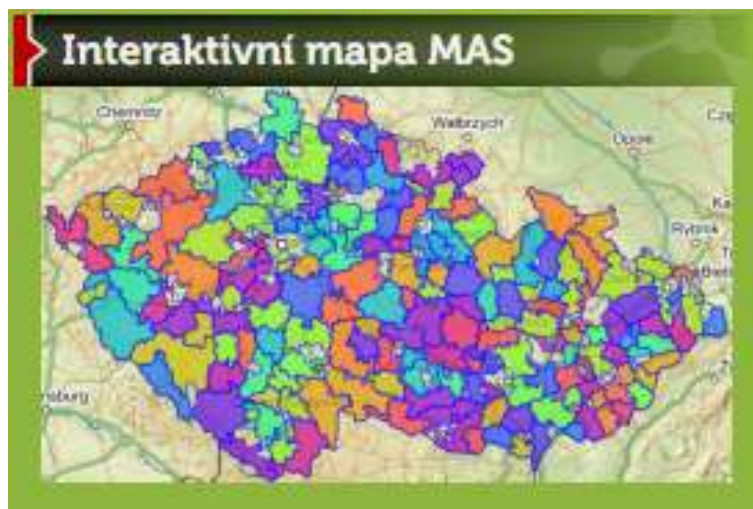 Interaktivní mapa MAS
Chemnitz
Wałbrzych
Opole
Rybnik